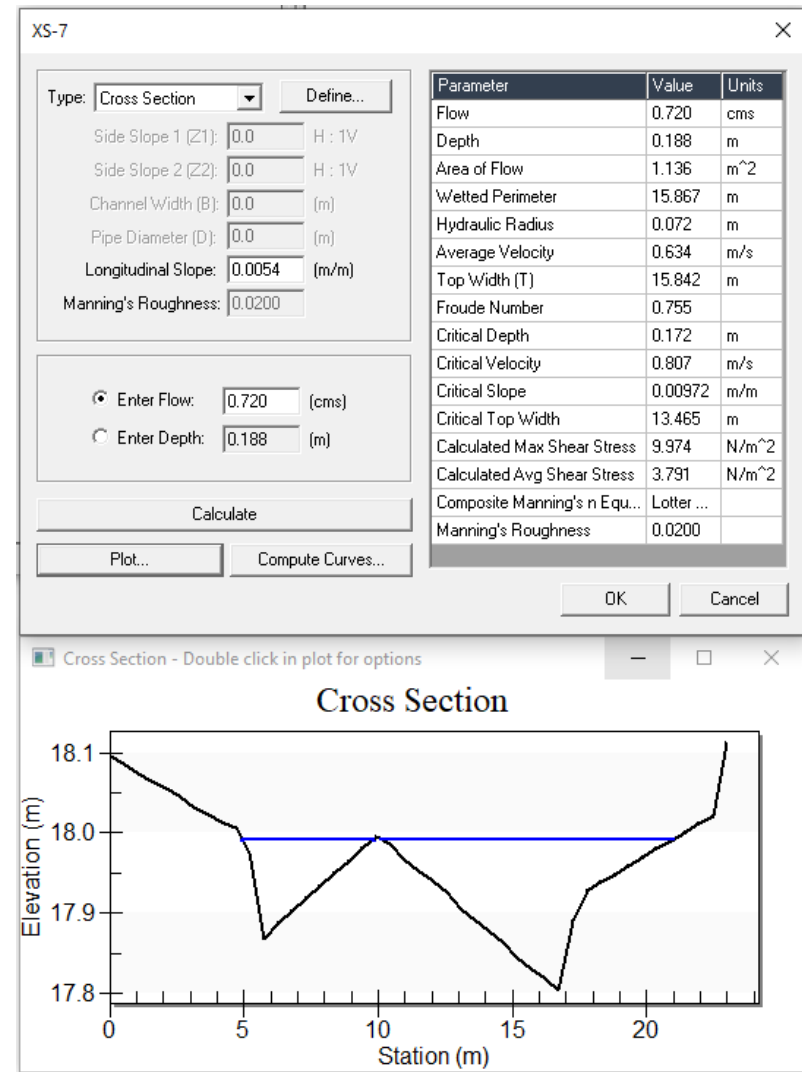 XS-7
Type: Cross Section Define...
Side Slope 1 (Z1): 0.0 H : 1V
Side Slope 2 (Z2): 0.0 H : 1V
Channel Width (B): 0.0 (m)
Pipe Diameter (D): 0.0 (m)
Longitudinal Slope: 0.0054 (m/m)
Manning's Roughness: 0.0200
Enter Flow: 0.720 (cms)
Enter Depth: 0.188 (m)
Calculate
Plot... Compute Curves...
Parameter Value Units
Flow 0.720 cms
Depth 0.188 m
Area of Flow 1.136 m^2
Wetted Perimeter 15.867 m
Hydraulic Radius 0.072 m
Average Velocity 0.634 m/s
Top Width (T) 15.842 m
Froude Number 0.755
Critical Depth 0.172 m
Critical Velocity 0.807 m/s
Critical Slope 0.00972 m/m
Critical Top Width 13.465 m
Calculated Max Shear Stress 9.974 N/m^2
Calculated Avg Shear Stress 3.791 N/m^2
Composite Manning's n Equ... Lotter ...
Manning's Roughness 0.0200
OK Cancel
Cross Section - Double click in plot for options
Cross Section
Elevation (m)
18.1
18.0
17.9
17.8
0 5 10 15 20
Station (m)